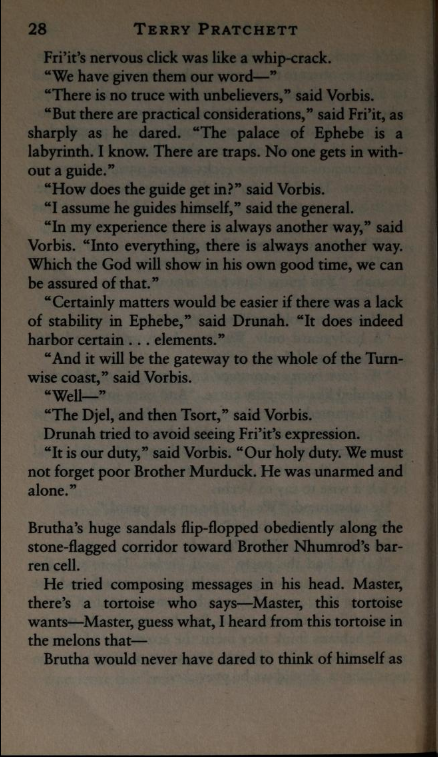 28 TERRY PRATCHETT
Fri'it's nervous click was like a whip-crack.
“We have given them our word—”
“There is no truce with unbelievers,” said Vorbis.
“But there are practical considerations,” said Fri'it, as
sharply as he dared. “The palace of Ephebe is a
labyrinth. I know. There are traps. No one gets in with-
out a guide.”
“How does the guide get in?” said Vorbis.
“I assume he guides himself,” said the general.
“In my experience there is always another way,” said
Vorbis. “Into everything, there is always another way.
Which the God will show in his own good time, we can
be assured of that.”
“Certainly matters would be easier if there was a lack
of stability in Ephebe,” said Drunah. “It does indeed
harbor certain . . . elements.”
“And it will be the gateway to the whole of the Turn-
wise coast,” said Vorbis.
“Well—”
“The Djel, and then Tsort,” said Vorbis.
Drunah tried to avoid seeing Fri'it's expression.
“It is our duty,” said Vorbis. “Our holy duty. We must
not forget poor Brother Murduck. He was unarmed and
alone.”
Brutha's huge sandals flip-flopped obediently along the
stone-flagged corridor toward Brother Nhumrod's bar-
ren cell.
He tried composing messages in his head. Master,
there's a tortoise who says—Master, this tortoise
wants—Master, guess what, I heard from this tortoise in
the melons that—
Brutha would never have dared to think of himself as